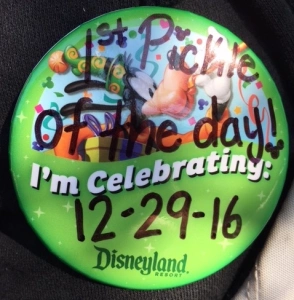 1st Pickle
of the day!
I'm Celebrating:
12-29-16
Disneyland
RESORT